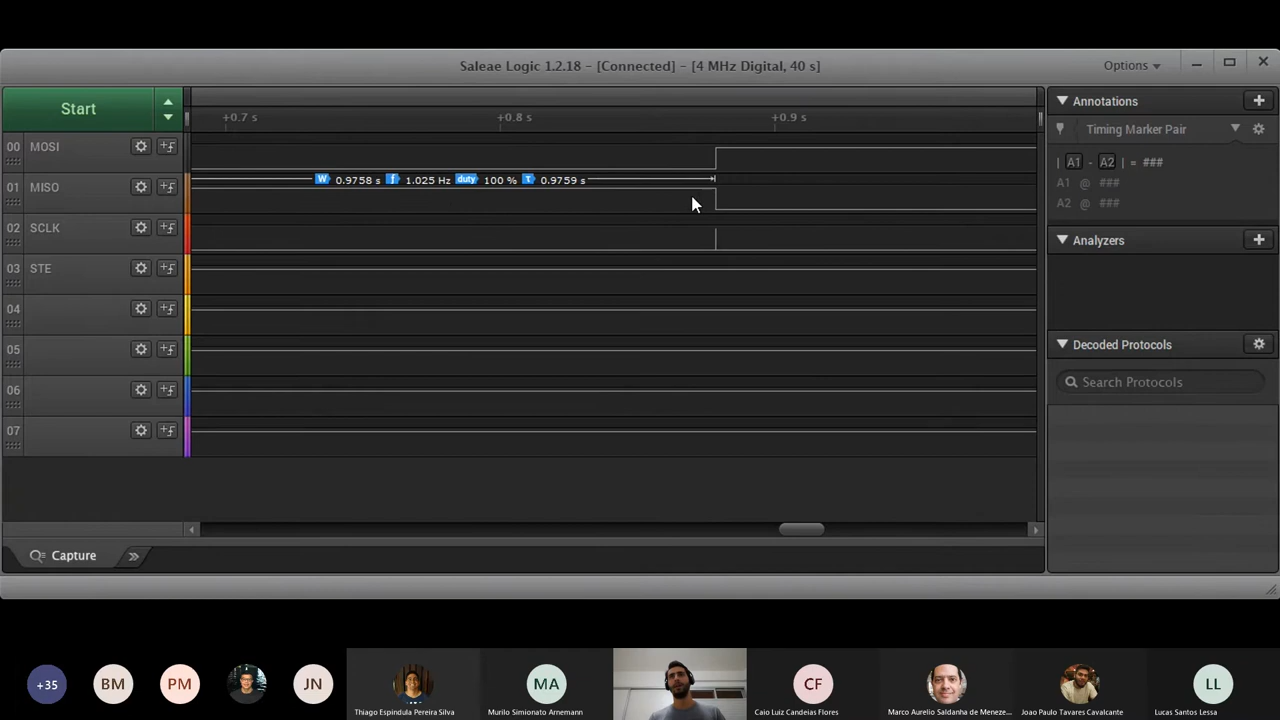 Saleae Logic 1.2.18 - [Connected] - [4 MHz Digital, 40 s]
Options
Start
+0.7 s
+0.8 s
+0.9 s
Annotations
Timing Marker Pair
| A1 - A2 | = ###
A1 @ ###
A2 @ ###
00 MOSI
W 0.9758 s f 1.025 Hz duty 100 % T 0.9759 s
01 MISO
02 SCLK
03 STE
04
05
06
07
Analyzers
Decoded Protocols
Search Protocols
Capture
+35
BM
PM
JN
MA
CF
LL
Thiago Espindula Pereira Silva
Murilo Simionato Arnemann
Caio Luiz Candeias Flores
Marco Aurelio Saldanha de Meneze...
Joao Paulo Tavares Cavalcante
Lucas Santos Lessa